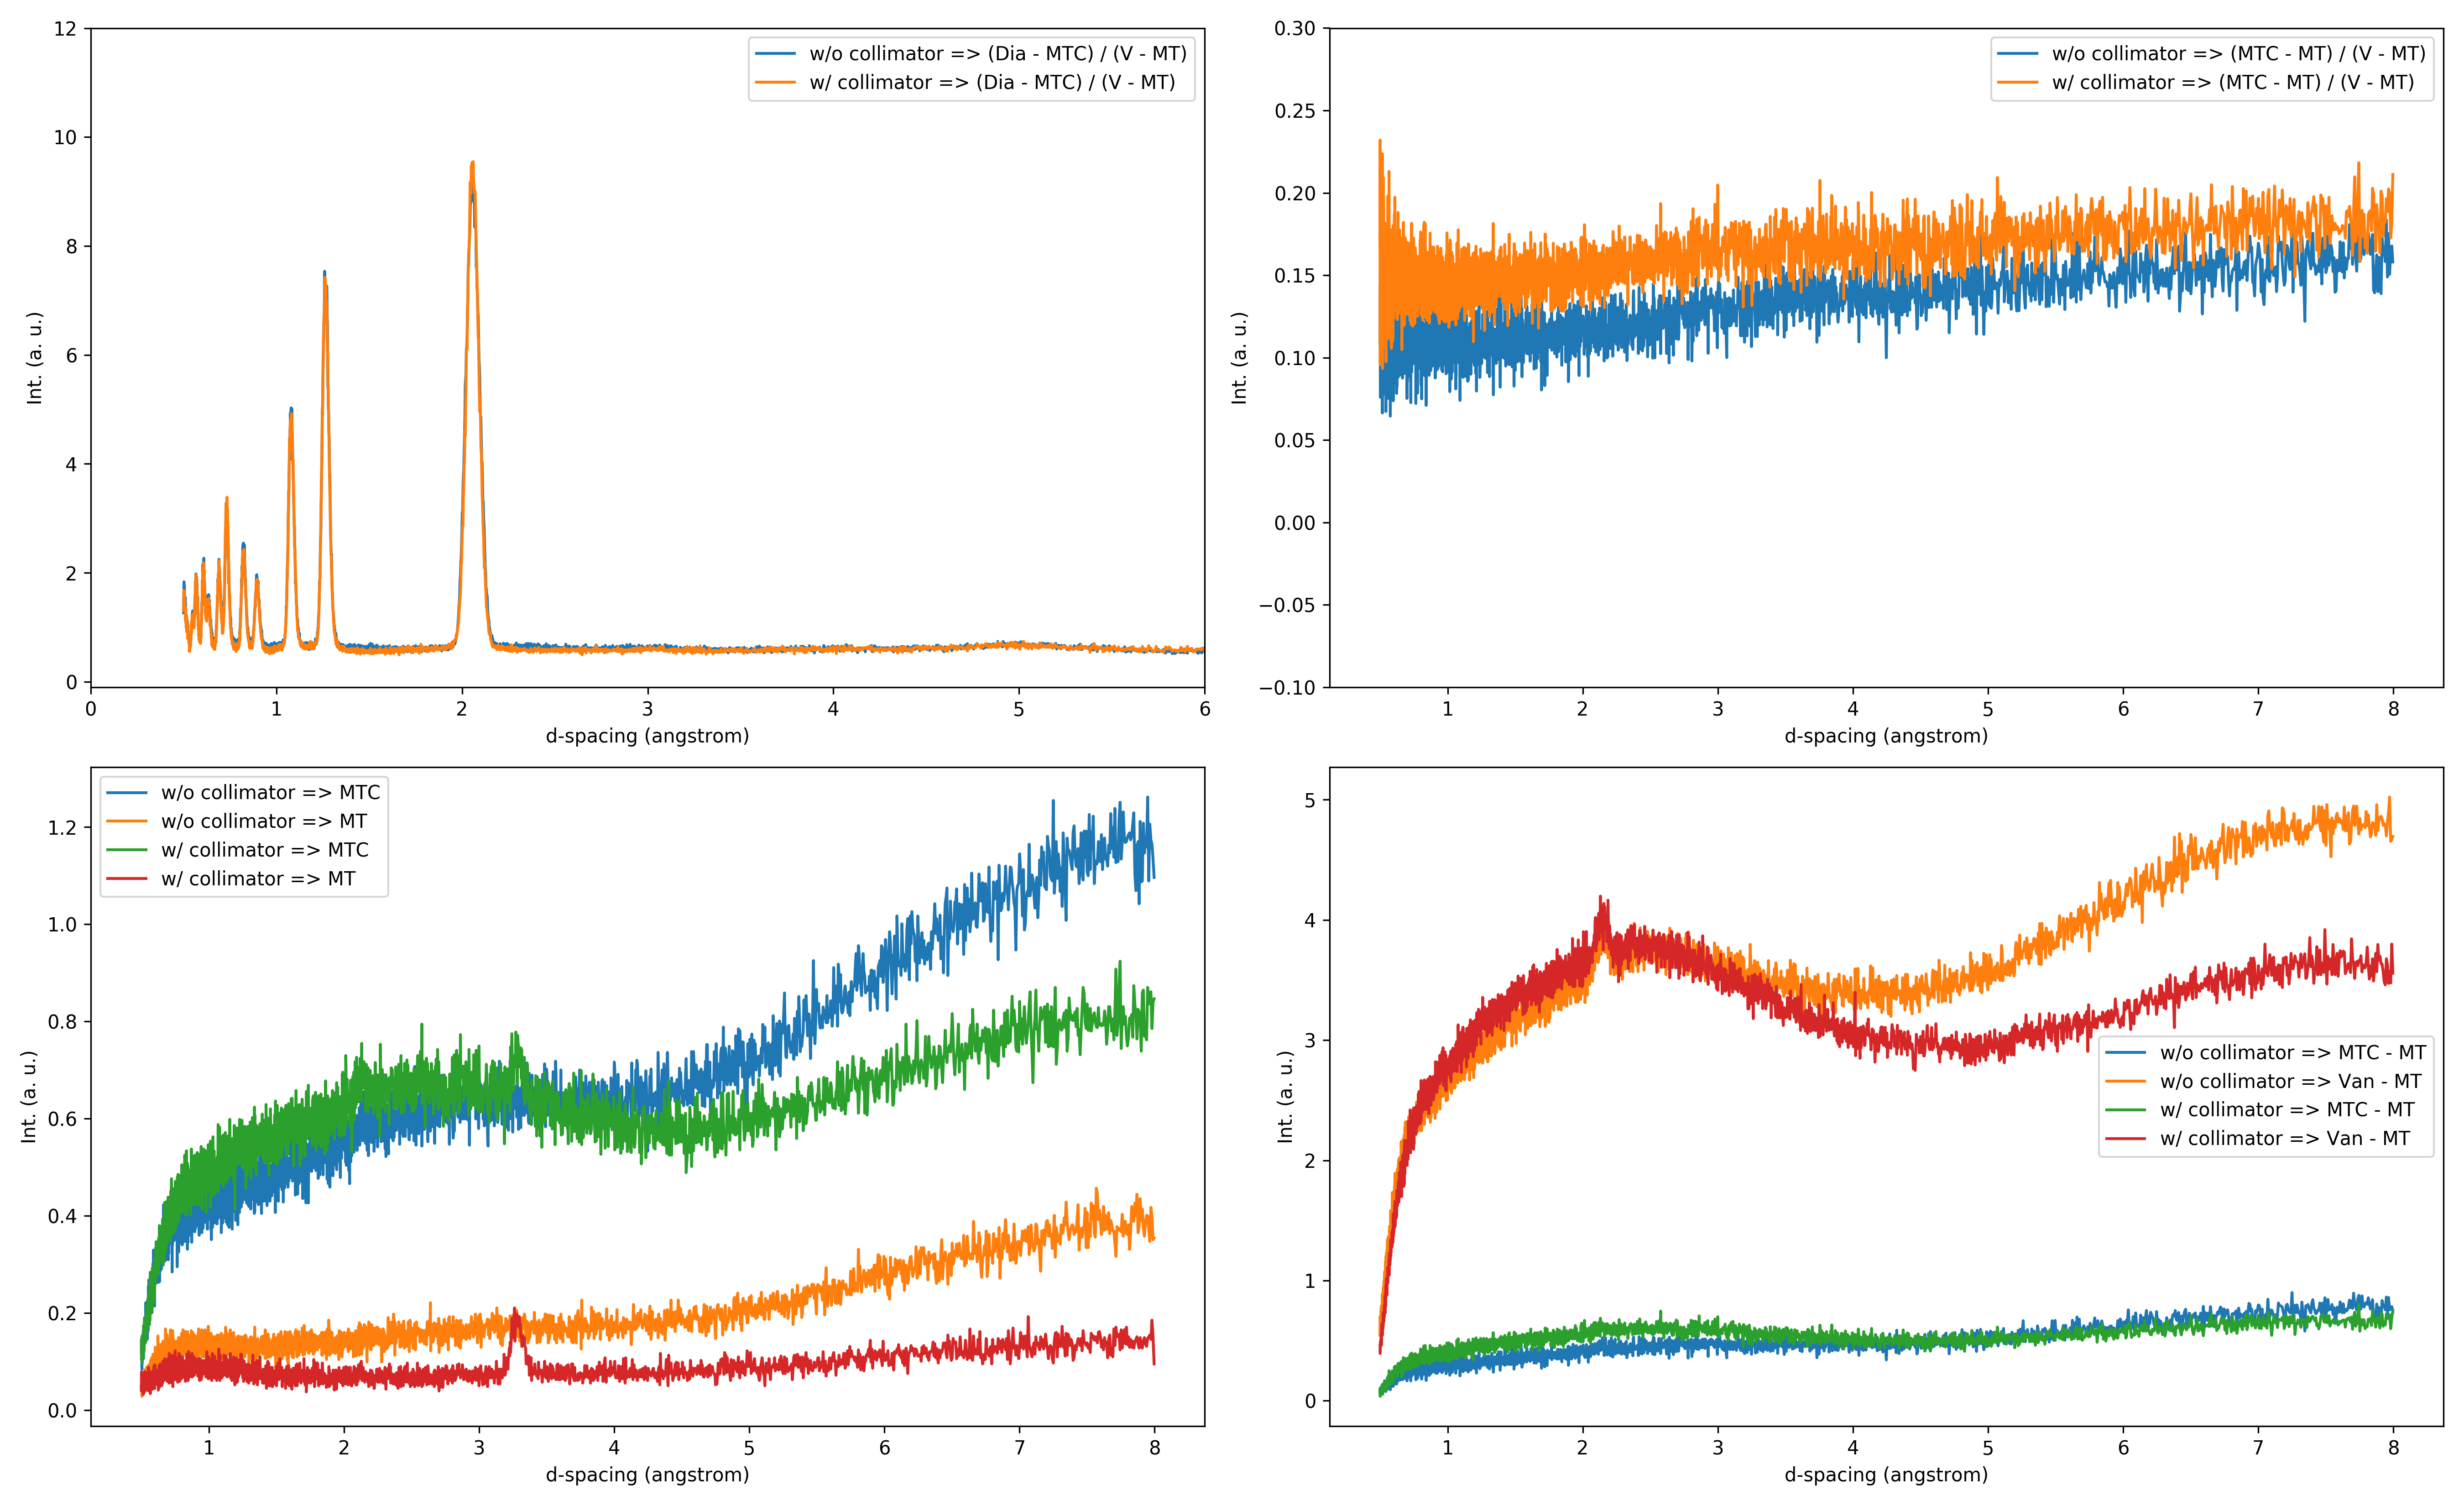 12
10
8
6
4
2
0
Int. (a. u.)
w/o collimator => (Dia - MTC) / (V - MT)
w/ collimator => (Dia - MTC) / (V - MT)
0 1 2 3 4 5 6
d-spacing (angstrom)
0.30
0.25
0.20
0.15
0.10
0.05
0.00
−0.05
−0.10
Int. (a. u.)
w/o collimator => (MTC - MT) / (V - MT)
w/ collimator => (MTC - MT) / (V - MT)
1 2 3 4 5 6 7 8
d-spacing (angstrom)
1.2
1.0
0.8
0.6
0.4
0.2
0.0
Int. (a. u.)
w/o collimator => MTC
w/o collimator => MT
w/ collimator => MTC
w/ collimator => MT
1 2 3 4 5 6 7 8
d-spacing (angstrom)
5
4
3
2
1
0
Int. (a. u.)
w/o collimator => MTC - MT
w/o collimator => Van - MT
w/ collimator => MTC - MT
w/ collimator => Van - MT
1 2 3 4 5 6 7 8
d-spacing (angstrom)